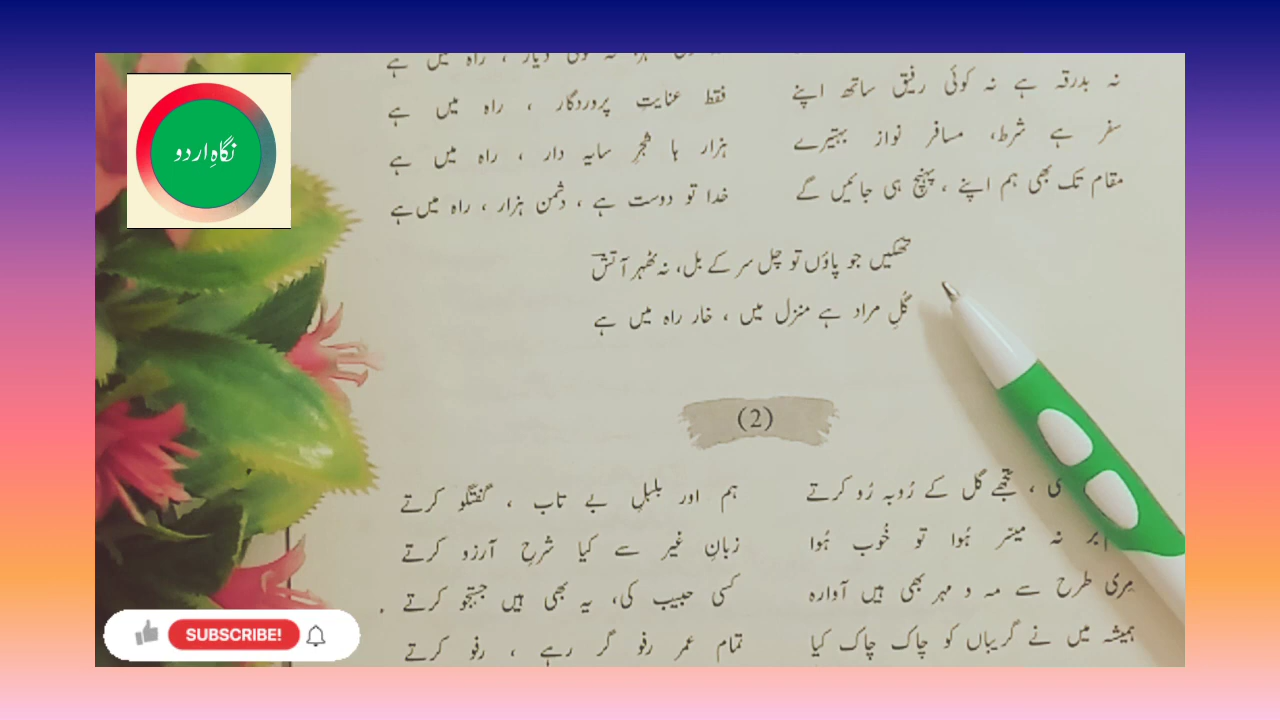 نگاہِ اردو
راہ میں ہے
نہ بدرقہ ہے نہ کوئی رفیق ساتھ اپنے فقط عنایتِ پروردگار ، راہ میں ہے
سفر ہے شرط، مسافر نواز بہتیرے ہزار ہا شجرِ سایہ دار ، راہ میں ہے
مقام تک بھی ہم اپنے ، پہنچ ہی جائیں گے خدا تو دوست ہے ، دشمن ہزار ، راہ میں ہے
تھکیں جو پاؤں تو چل سر کے بل، نہ ٹھہر آتش
گُلِ مراد ہے منزل میں ، خار راہ میں ہے
(2)
، تجھے گل کے رُوبہ رُو کرتے ہم اور بلبلِ بے تاب ، گفتگو کرتے
نہ میسّر ہُوا تو خُوب ہُوا زبانِ غیر سے کیا شرحِ آرزو کرتے
مِری طرح سے مہ و مہر بھی ہیں آوارہ کسی حبیب کی، یہ بھی ہیں جستجو کرتے
ہمیشہ میں نے گریباں کو چاک چاک کیا تمام عمر رفو گر رہے ، رفو کرتے
SUBSCRIBE!